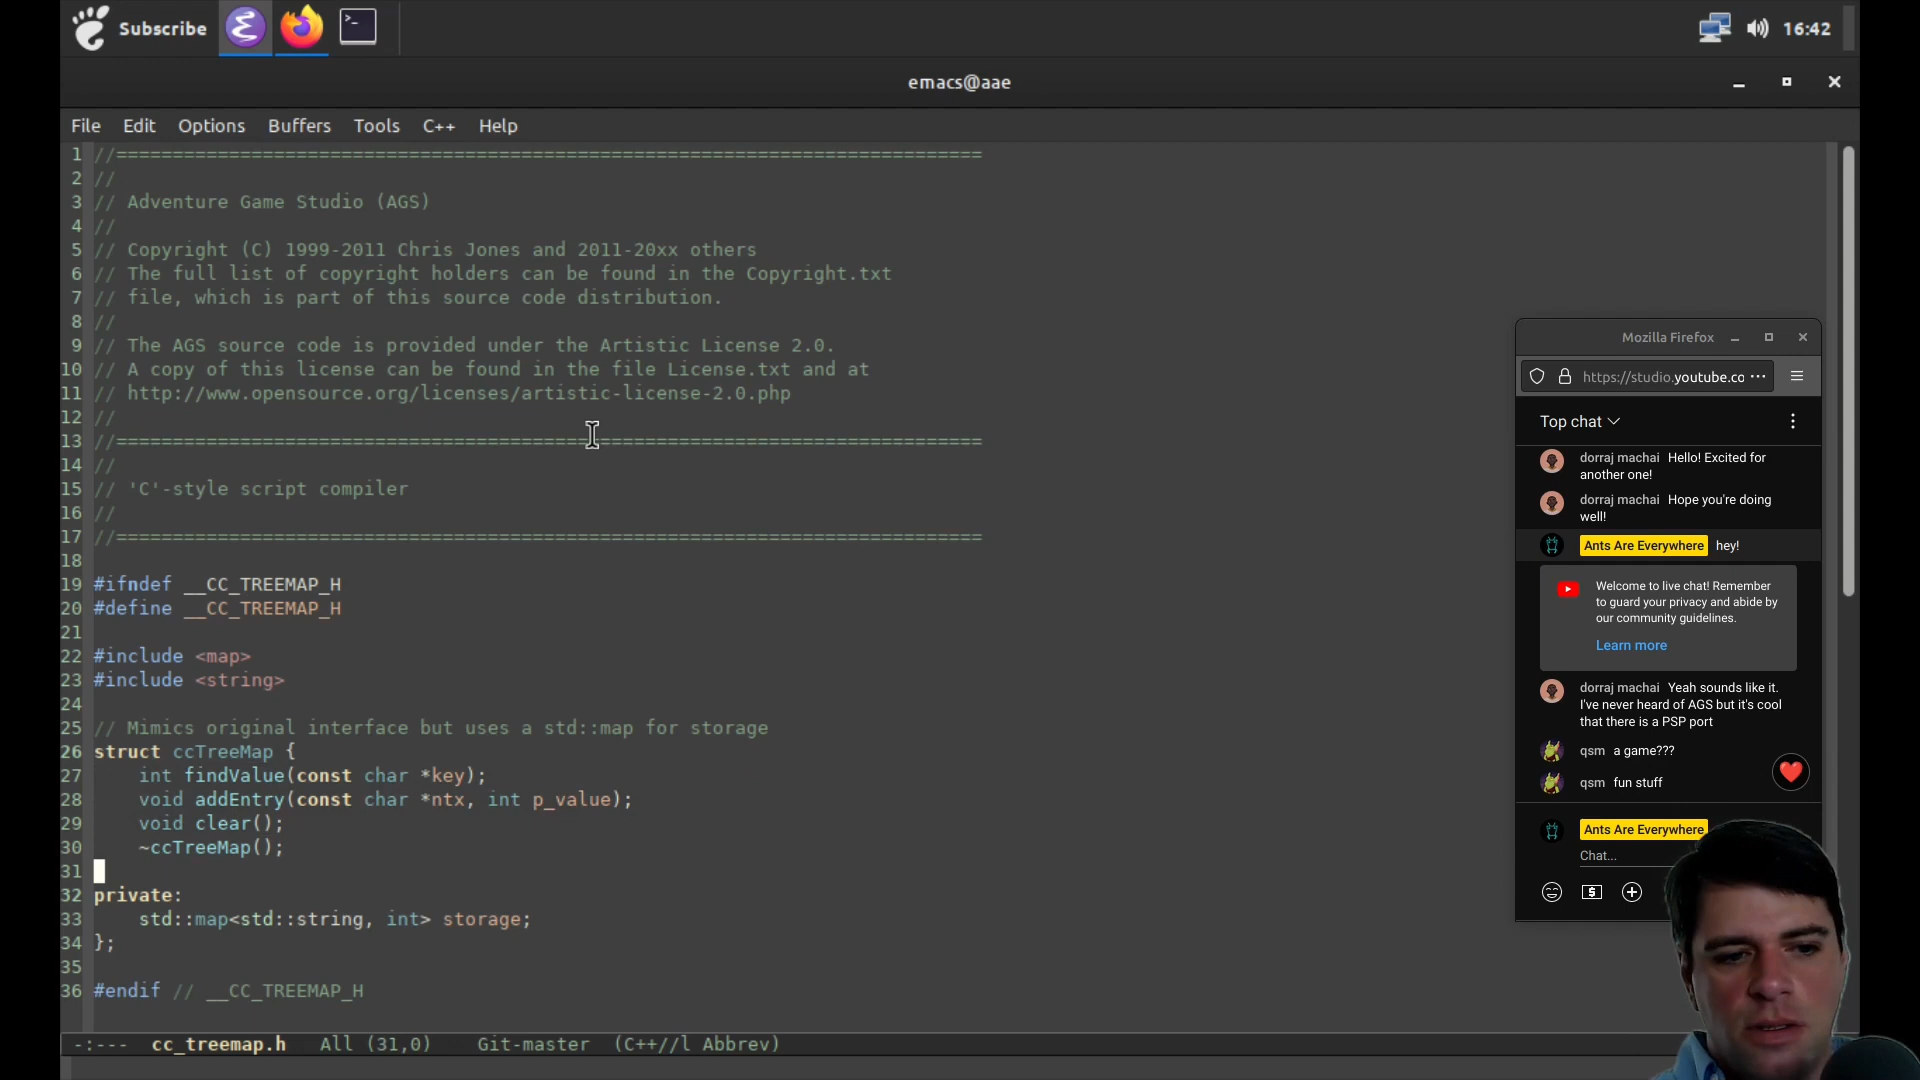 Subscribe
16:42
emacs@aae
File Edit Options Buffers Tools C++ Help
1 //=============================================================================
2 //
3 // Adventure Game Studio (AGS)
4 //
5 // Copyright (C) 1999-2011 Chris Jones and 2011-20xx others
6 // The full list of copyright holders can be found in the Copyright.txt
7 // file, which is part of this source code distribution.
8 //
9 // The AGS source code is provided under the Artistic License 2.0.
10 // A copy of this license can be found in the file License.txt and at
11 // http://www.opensource.org/licenses/artistic-license-2.0.php
12 //
13 //=============================================================================
14 //
15 // 'C'-style script compiler
16 //
17 //=============================================================================
18
19 #ifndef __CC_TREEMAP_H
20 #define __CC_TREEMAP_H
21
22 #include <map>
23 #include <string>
24
25 // Mimics original interface but uses a std::map for storage
26 struct ccTreeMap {
27     int findValue(const char *key);
28     void addEntry(const char *ntx, int p_value);
29     void clear();
30     ~ccTreeMap();
31
32 private:
33     std::map<std::string, int> storage;
34 };
35
36 #endif // __CC_TREEMAP_H
-:--- cc_treemap.h All (31,0) Git-master (C++//l Abbrev)
Mozilla Firefox
https://studio.youtube.co
Top chat
dorraj machai Hello! Excited for
another one!
dorraj machai Hope you're doing
well!
Ants Are Everywhere hey!
Welcome to live chat! Remember
to guard your privacy and abide by
our community guidelines.
Learn more
dorraj machai Yeah sounds like it.
I've never heard of AGS but it's cool
that there is a PSP port
qsm a game???
qsm fun stuff
Ants Are Everywhere
Chat...